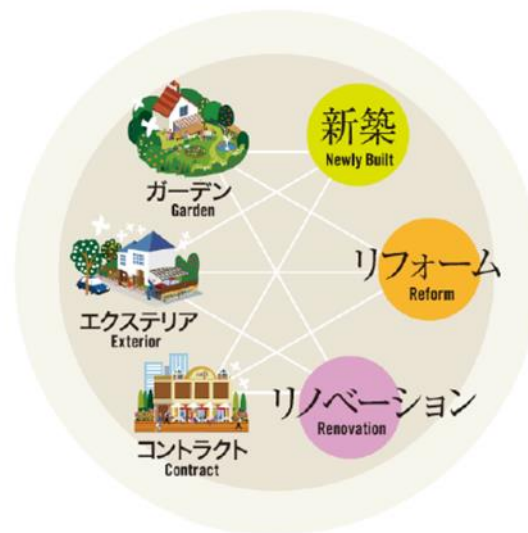 ガーデン
Garden
新築
Newly Built
エクステリア
Exterior
リフォーム
Reform
コントラクト
Contract
リノベーション
Renovation